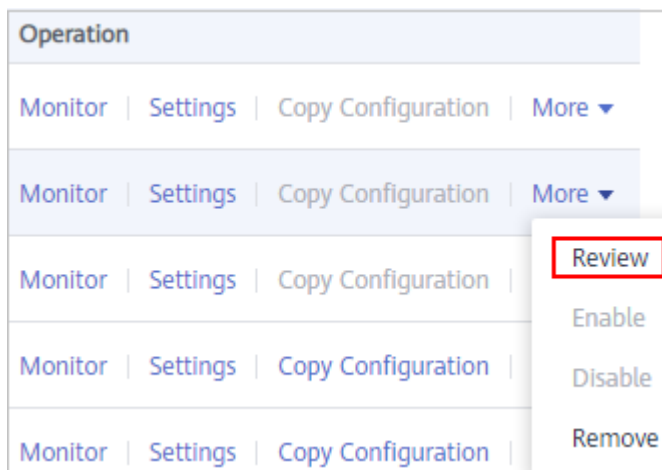 Operation
Monitor | Settings | Copy Configuration | More
Monitor | Settings | Copy Configuration | More
Review
Monitor | Settings | Copy Configuration |
Enable
Monitor | Settings | Copy Configuration |
Disable
Remove
Monitor | Settings | Copy Configuration |